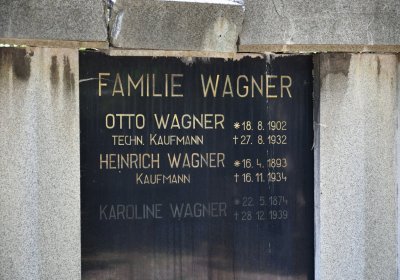 FAMILIE WAGNER
OTTO WAGNER * 18. 8. 1902
TECHN. KAUFMANN † 27. 8. 1932
HEINRICH WAGNER * 16. 4. 1893
KAUFMANN † 16. 11. 1934
KAROLINE WAGNER * 22. 5. 1874
† 28. 12. 1939